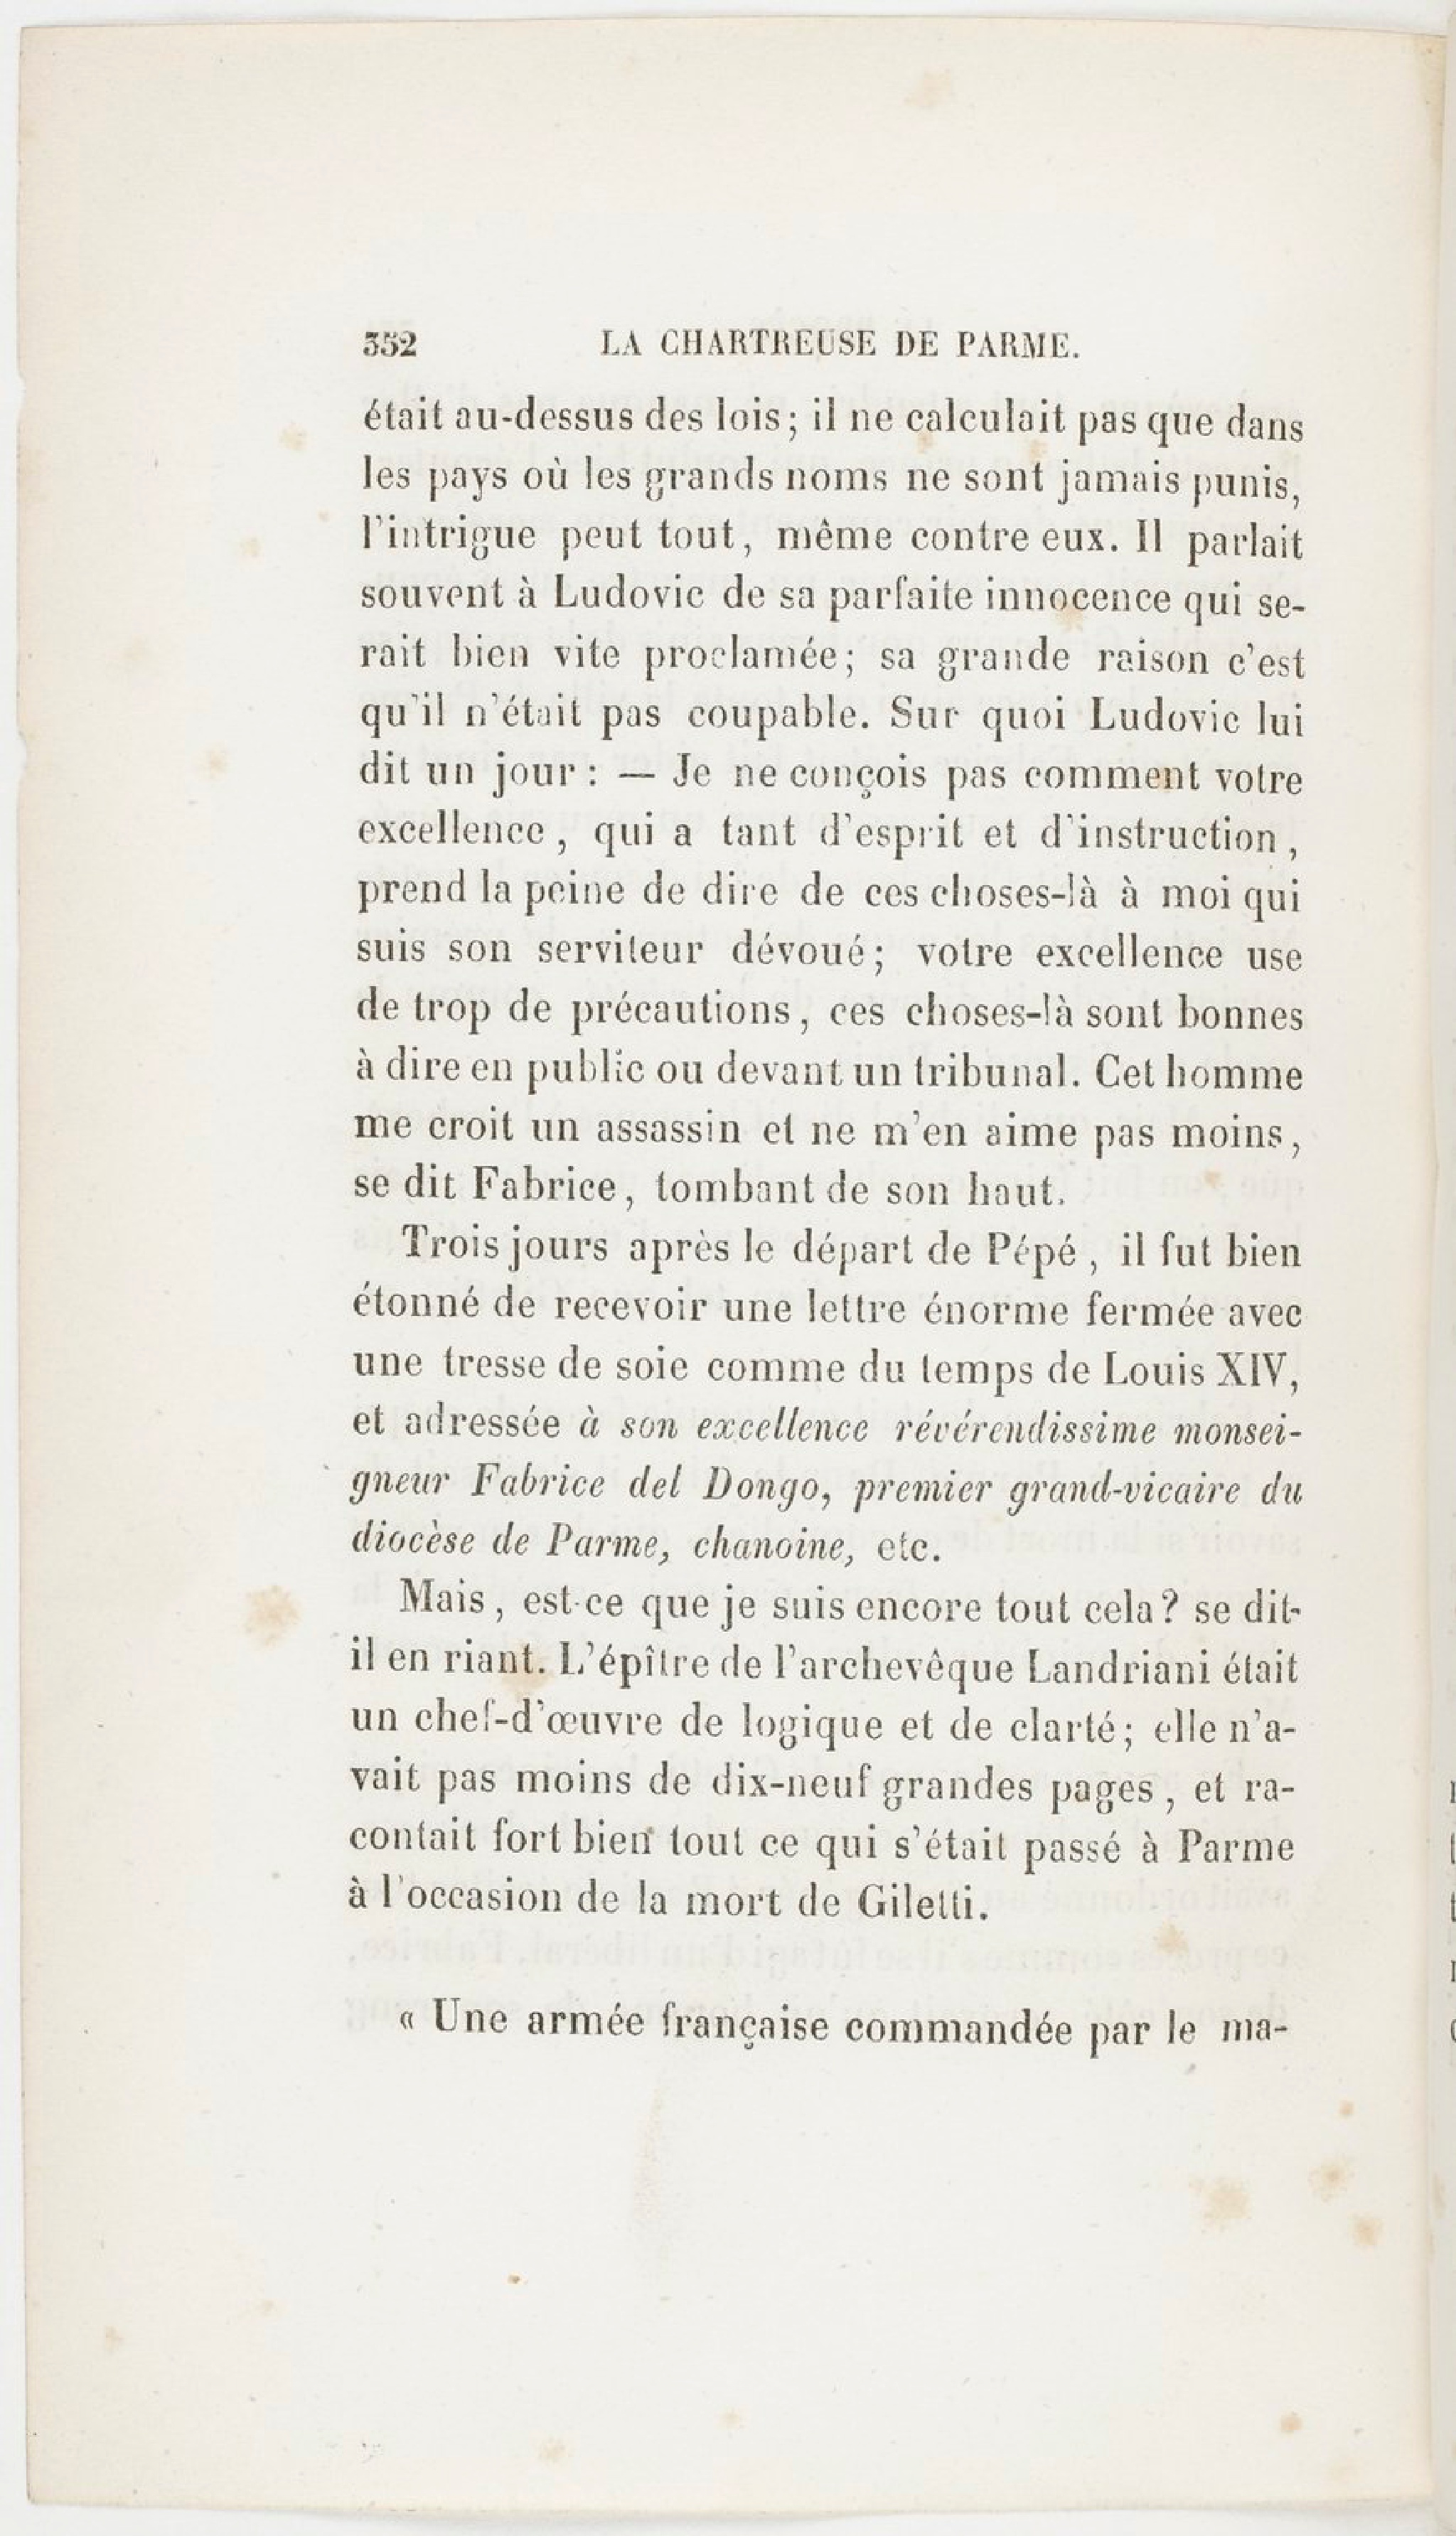 352 LA CHARTREUSE DE PARME.
était au-dessus des lois ; il ne calculait pas que dans
les pays où les grands noms ne sont jamais punis,
l'intrigue peut tout, même contre eux. Il parlait
souvent à Ludovic de sa parfaite innocence qui se-
rait bien vite proclamée; sa grande raison c'est
qu'il n'était pas coupable. Sur quoi Ludovic lui
dit un jour : — Je ne conçois pas comment votre
excellence, qui a tant d'esprit et d'instruction,
prend la peine de dire de ces choses-là à moi qui
suis son serviteur dévoué; votre excellence use
de trop de précautions, ces choses-là sont bonnes
à dire en public ou devant un tribunal. Cet homme
me croit un assassin et ne m'en aime pas moins,
se dit Fabrice, tombant de son haut.
Trois jours après le départ de Pépé, il fut bien
étonné de recevoir une lettre énorme fermée avec
une tresse de soie comme du temps de Louis XIV,
et adressée à son excellence révérendissime monsei-
gneur Fabrice del Dongo, premier grand-vicaire du
diocèse de Parme, chanoine, etc.
Mais, est-ce que je suis encore tout cela? se dit-
il en riant. L'épître de l'archevêque Landriani était
un chef-d'œuvre de logique et de clarté; elle n'a-
vait pas moins de dix-neuf grandes pages, et ra-
contait fort bien tout ce qui s'était passé à Parme
à l'occasion de la mort de Giletti.
« Une armée française commandée par le ma-